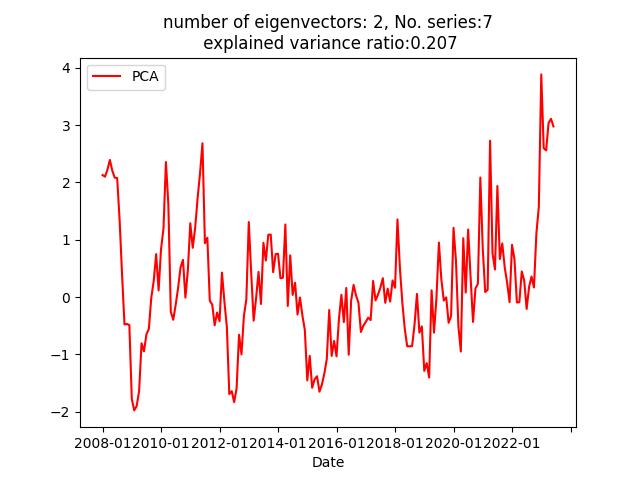 number of eigenvectors: 2, No. series:7
explained variance ratio:0.207
PCA
4
3
2
1
0
−1
−2
2008-01 2010-01 2012-01 2014-01 2016-01 2018-01 2020-01 2022-01
Date